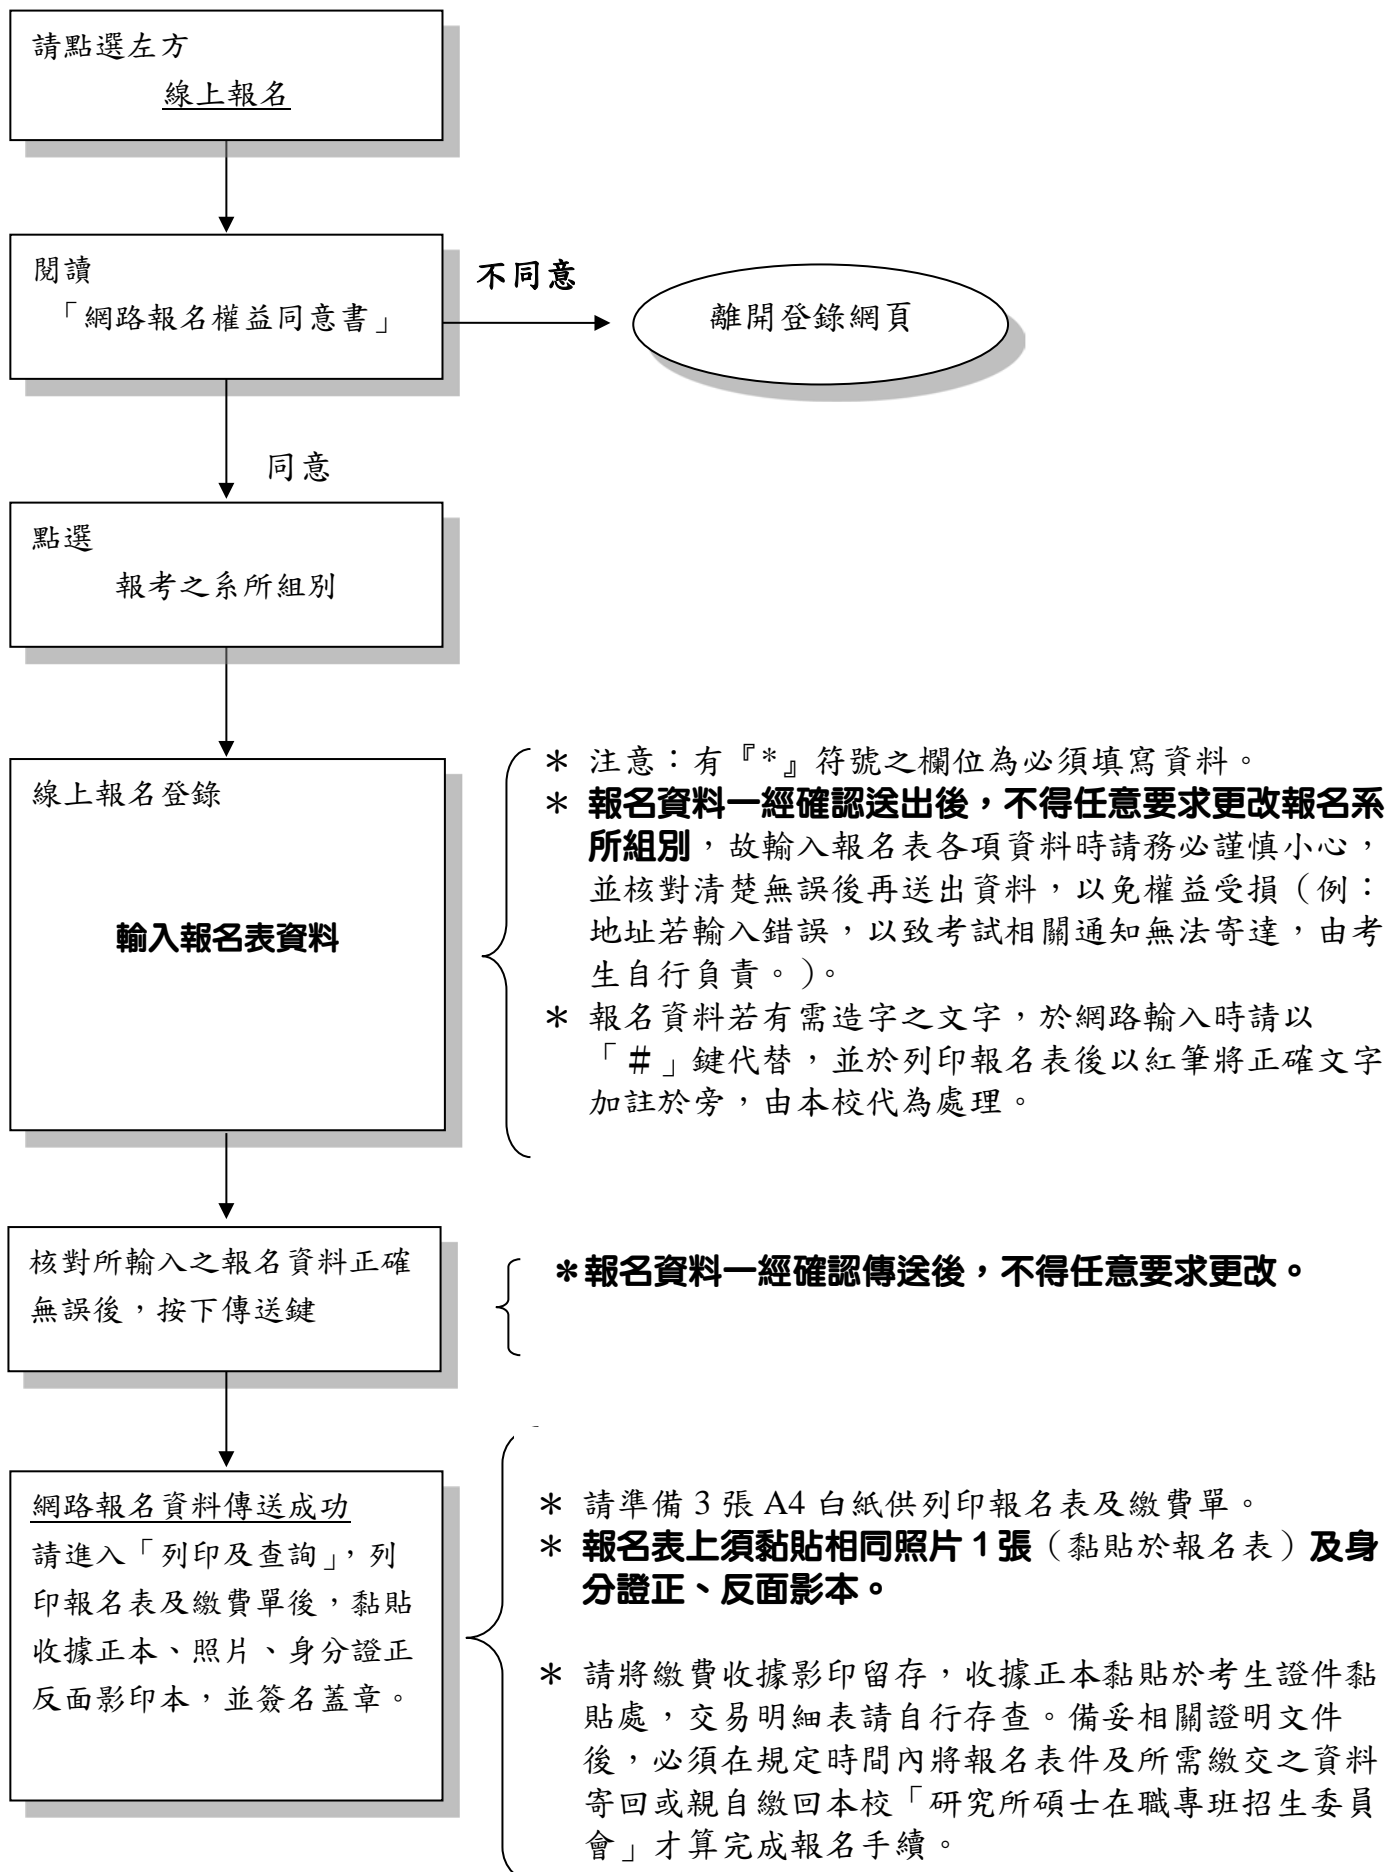 請點選左方
線上報名
閱讀
「網路報名權益同意書」
不同意
離開登錄網頁
同意
點選
報考之系所組別
線上報名登錄
輸入報名表資料
＊ 注意：有『*』符號之欄位為必須填寫資料。
＊ 報名資料一經確認送出後，不得任意要求更改報名系
所組別，故輸入報名表各項資料時請務必謹慎小心，
並核對清楚無誤後再送出資料，以免權益受損（例：
地址若輸入錯誤，以致考試相關通知無法寄達，由考
生自行負責。）。
＊ 報名資料若有需造字之文字，於網路輸入時請以
「＃」鍵代替，並於列印報名表後以紅筆將正確文字
加註於旁，由本校代為處理。
核對所輸入之報名資料正確
無誤後，按下傳送鍵
＊報名資料一經確認傳送後，不得任意要求更改。
網路報名資料傳送成功
請進入「列印及查詢」，列
印報名表及繳費單後，黏貼
收據正本、照片、身分證正
反面影印本，並簽名蓋章。
＊ 請準備 3 張 A4 白紙供列印報名表及繳費單。
＊ 報名表上須黏貼相同照片 1 張（黏貼於報名表）及身
分證正、反面影本。
＊ 請將繳費收據影印留存，收據正本黏貼於考生證件黏
貼處，交易明細表請自行存查。備妥相關證明文件
後，必須在規定時間內將報名表件及所需繳交之資料
寄回或親自繳回本校「研究所碩士在職專班招生委員
會」才算完成報名手續。